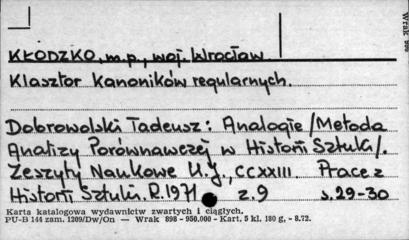 KŁODZKO, m.p., woj. Wrocław
Klasztor Kanoników regularnych.
Dobrowolski Tadeusz: Analogie /Metoda
Analizy Porównawczej w Historii Sztuki/.
Zeszyty Naukowe U.J., CCXXIII. Prace z
Historii Sztuki. R.1971 z.9 s.29-30
Karta katalogowa wydawnictw zwartych i ciągłych.
PU-B 144 zam. 1209/Dw/On — Wrak 898 - 950.000 - Kart. 5 kl. 180 g, - 8.72.
Wrak